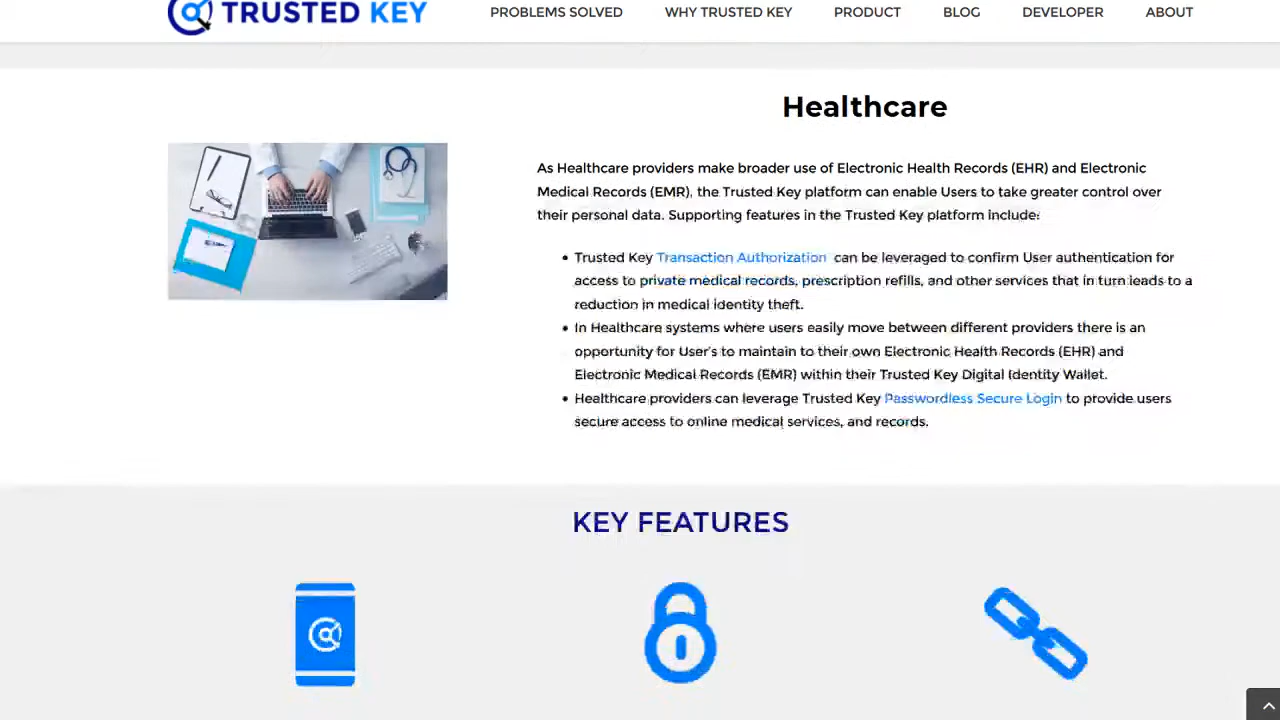 TRUSTED KEY
PROBLEMS SOLVED WHY TRUSTED KEY PRODUCT BLOG DEVELOPER ABOUT
Healthcare
As Healthcare providers make broader use of Electronic Health Records (EHR) and Electronic
Medical Records (EMR), the Trusted Key platform can enable Users to take greater control over
their personal data. Supporting features in the Trusted Key platform include:
• Trusted Key Transaction Authorization can be leveraged to confirm User authentication for
access to private medical records, prescription refills, and other services that in turn leads to a
reduction in medical identity theft.
• In Healthcare systems where users easily move between different providers there is an
opportunity for User's to maintain to their own Electronic Health Records (EHR) and
Electronic Medical Records (EMR) within their Trusted Key Digital Identity Wallet.
• Healthcare providers can leverage Trusted Key Passwordless Secure Login to provide users
secure access to online medical services, and records.
KEY FEATURES